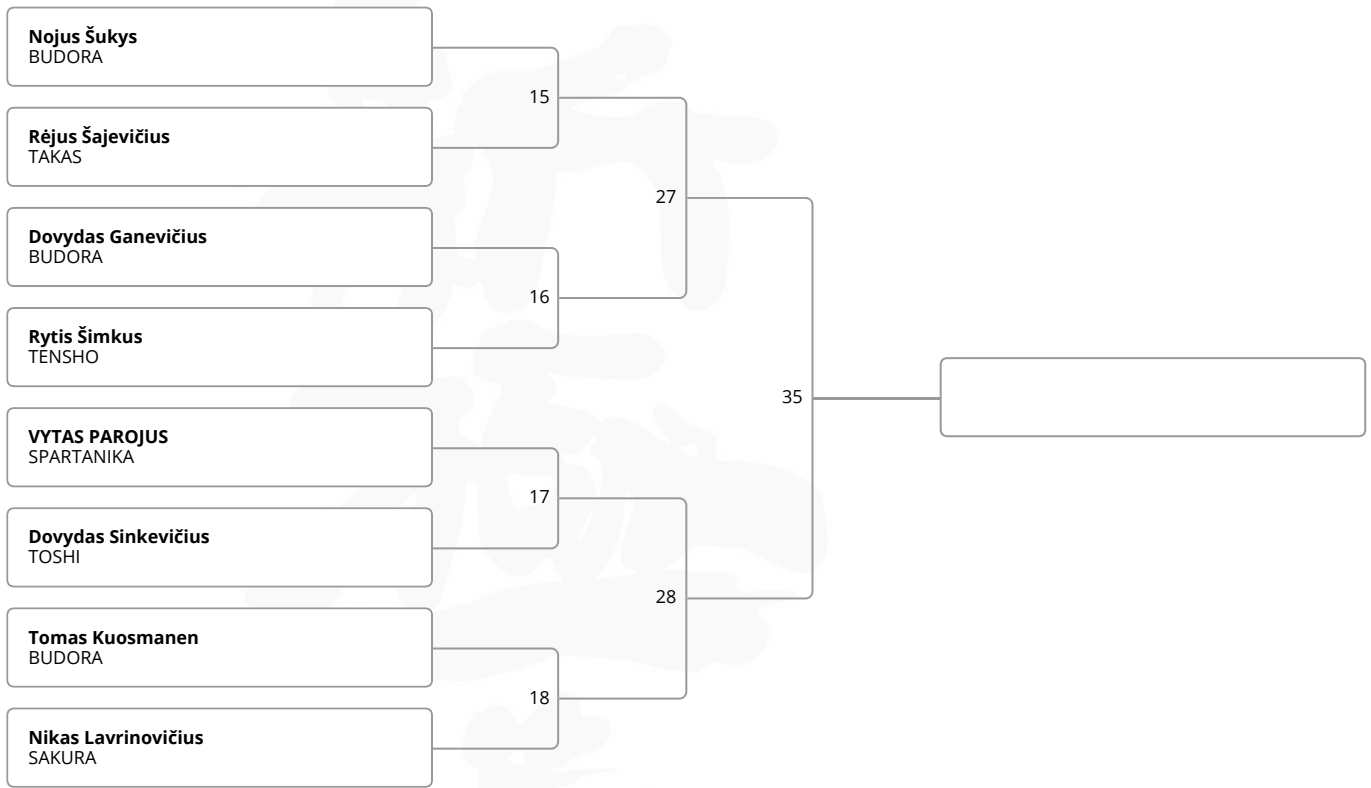 Nojus Šukys
BUDORA
15
Rėjus Šajevičius
TAKAS
27
Dovydas Ganevičius
BUDORA
16
Rytis Šimkus
TENSHO
35
VYTAS PAROJUS
SPARTANIKA
17
Dovydas Sinkevičius
TOSHI
28
Tomas Kuosmanen
BUDORA
18
Nikas Lavrinovičius
SAKURA